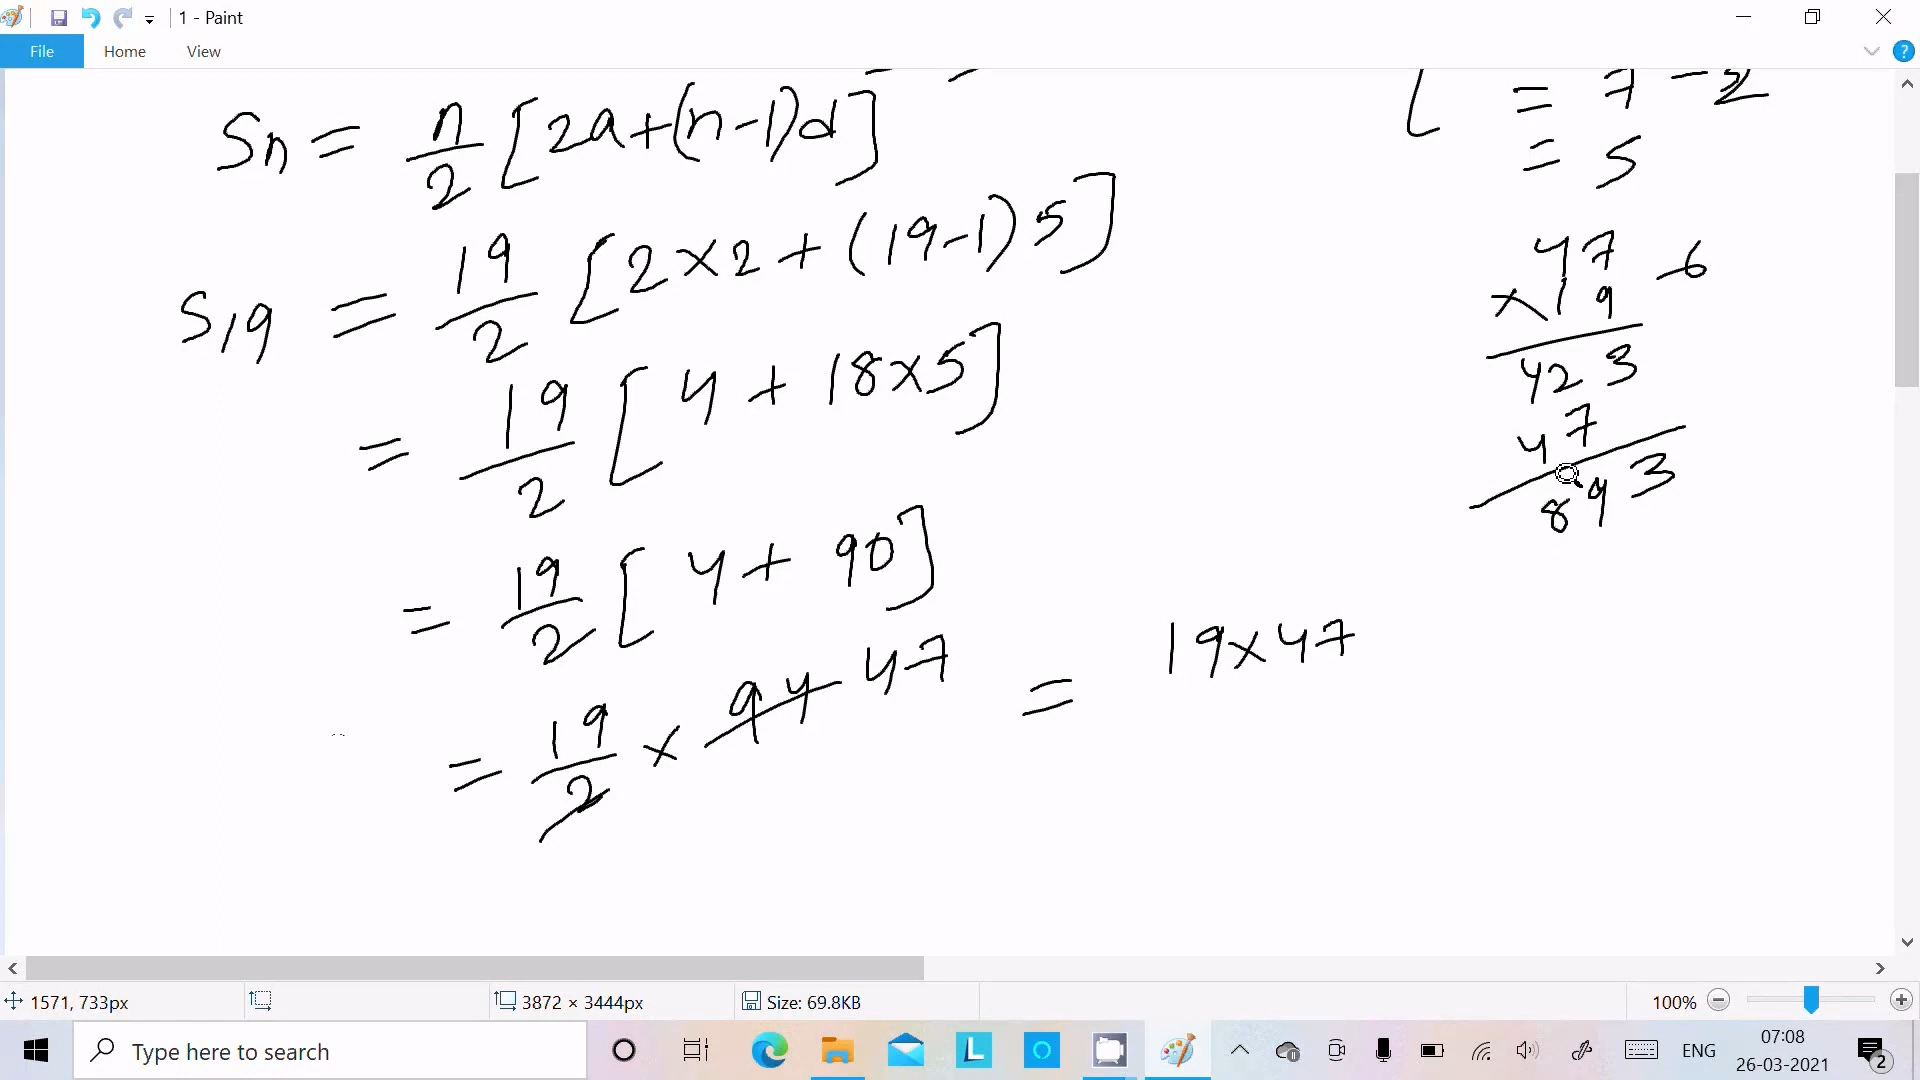 1 - Paint
File Home View
= 7 - 2
= 5
Sn = n/2 [2a+(n-1)d]
S19 = 19/2 [2×2+(19-1)5]
= 19/2 [4+18×5]
= 19/2 [4+90]
= 19/2 × 94 47 = 19×47
47 - 6
×19
423
47
893
1571, 733px
3872 × 3444px
Size: 69.8KB
100%
Type here to search
ENG
07:08
26-03-2021
2